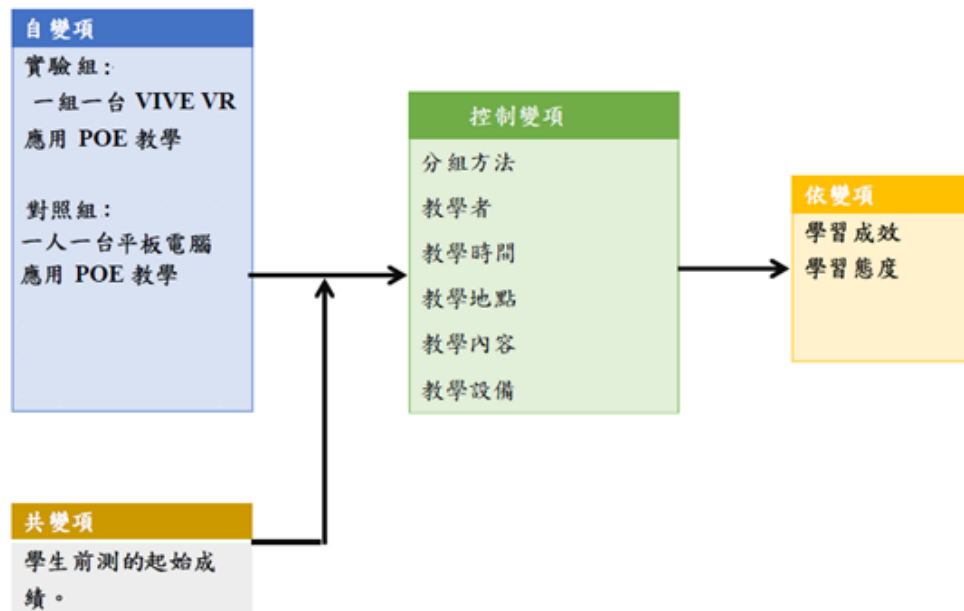 自變項
實驗組:
一組一台 VIVE VR
應用 POE 教學
對照組:
一人一台平板電腦
應用 POE 教學
控制變項
分組方法
教學者
教學時間
教學地點
教學內容
教學設備
依變項
學習成效
學習態度
共變項
學生前測的起始成
績。